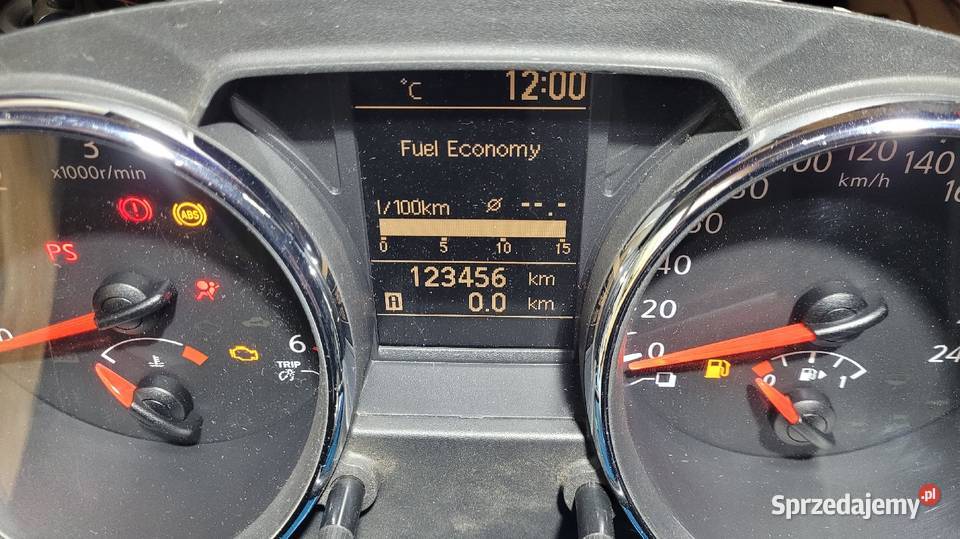 °C 12:00
Fuel Economy
l/100km ø --.-
0 5 10 15
123456 km
0.0 km
3
x1000r/min
ABS
PS
6
TRIP
0
20
40
100
120
140
km/h
0 1
Sprzedajemy.pl